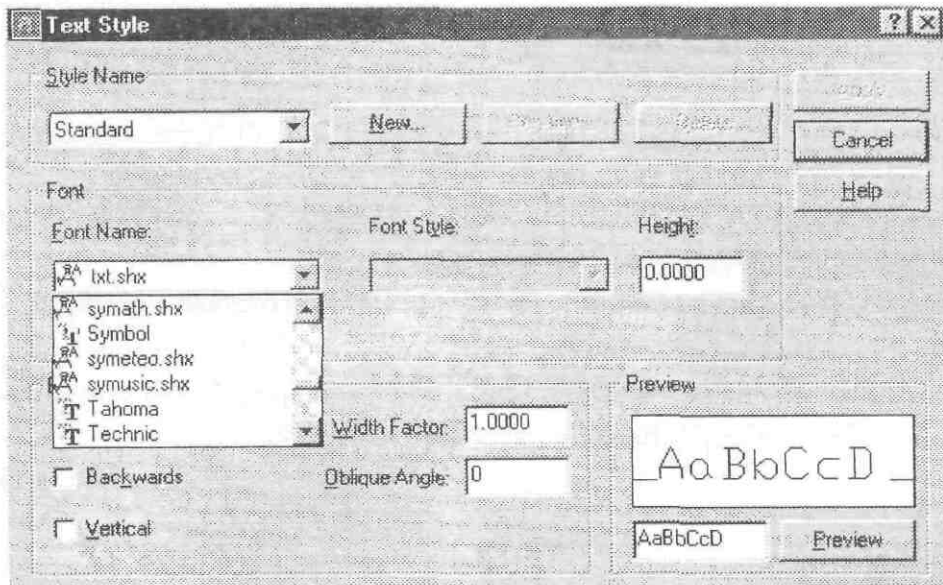 Text Style
Style Name
Standard
New...
Cancel
Help
Font
Font Name:
Font Style:
Height:
txt.shx
0.0000
symath.shx
Symbol
symeteo.shx
symusic.shx
Tahoma
Technic
Width Factor:
1.0000
Backwards
Oblique Angle:
0
Vertical
Preview
AaBbCcD
AaBbCcD
Preview